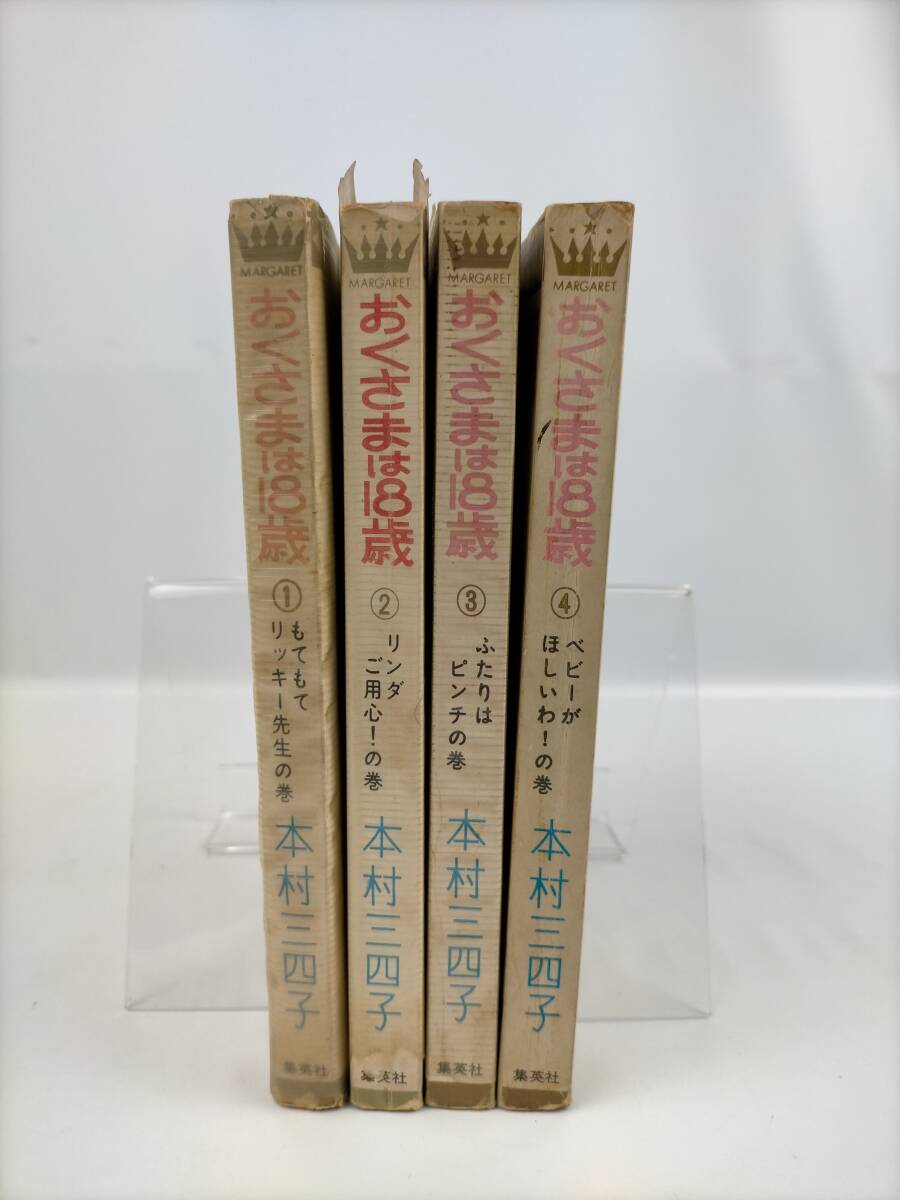 MARGARET
おくさまは18歳
①
もてもて
リッキー先生の巻
本村三四子
集英社
MARGARET
おくさまは18歳
②
リンダ
ご用心！の巻
本村三四子
集英社
MARGARET
おくさまは18歳
③
ふたりは
ピンチの巻
本村三四子
集英社
MARGARET
おくさまは18歳
④
ベビーが
ほしいわ！の巻
本村三四子
集英社